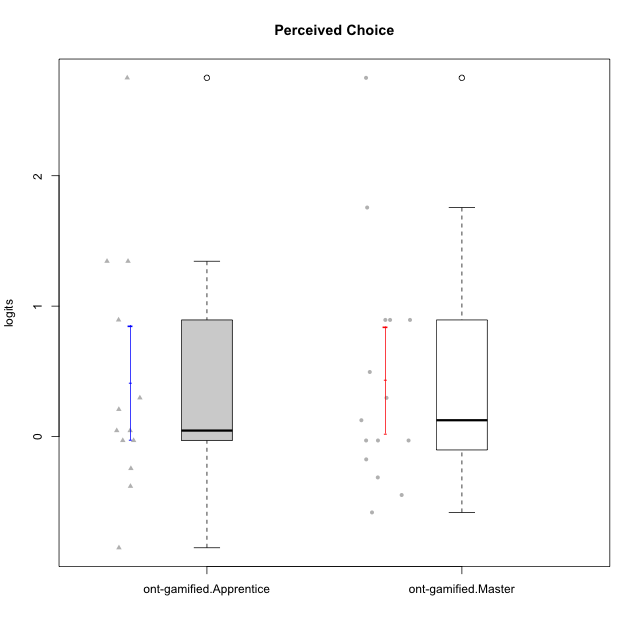 Perceived Choice
2
1
0
logits
ont-gamified.Apprentice
ont-gamified.Master